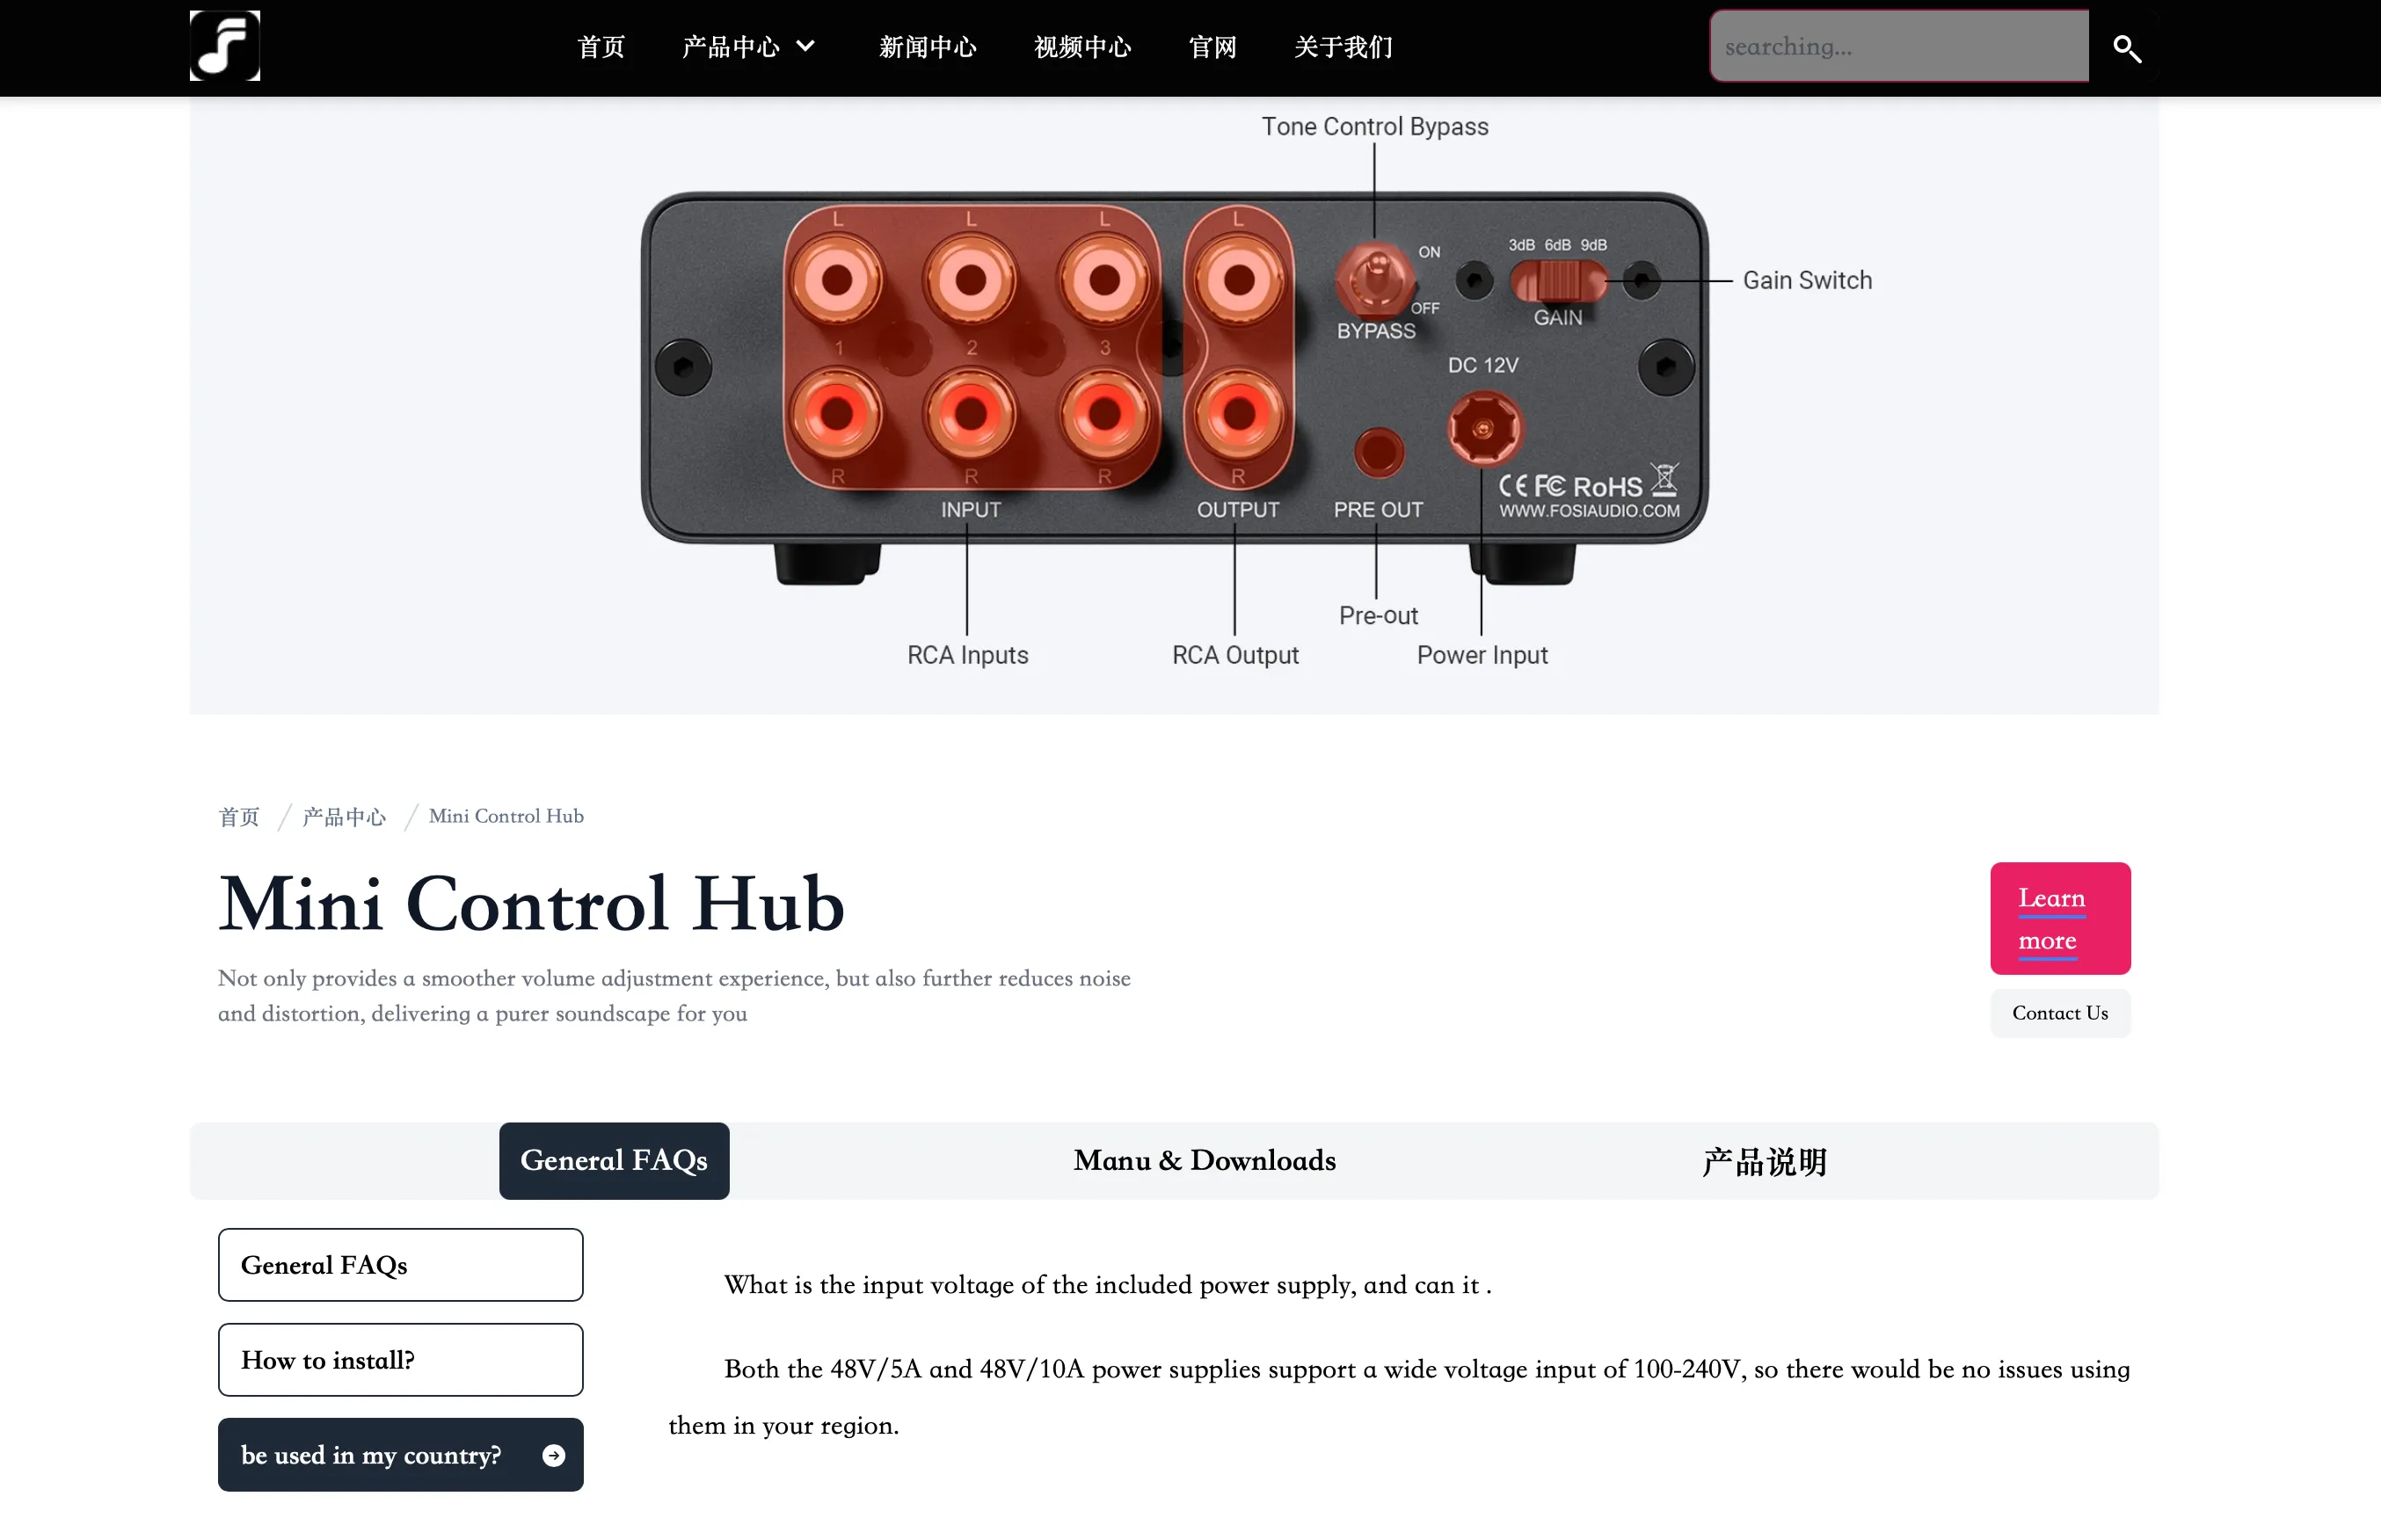 首页 产品中心 新闻中心 视频中心 官网 关于我们 searching...
Tone Control Bypass
L L L L
ON
3dB 6dB 9dB
Gain Switch
OFF
GAIN
BYPASS
1 2 3
DC 12V
R R R R
CE FC RoHS
INPUT OUTPUT PRE OUT WWW.FOSIAUDIO.COM
Pre-out
RCA Inputs RCA Output Power Input
首页 / 产品中心 / Mini Control Hub
Mini Control Hub
Not only provides a smoother volume adjustment experience, but also further reduces noise
and distortion, delivering a purer soundscape for you
Learn
more
Contact Us
General FAQs Manu & Downloads 产品说明
General FAQs
How to install?
be used in my country?
What is the input voltage of the included power supply, and can it .
Both the 48V/5A and 48V/10A power supplies support a wide voltage input of 100-240V, so there would be no issues using
them in your region.